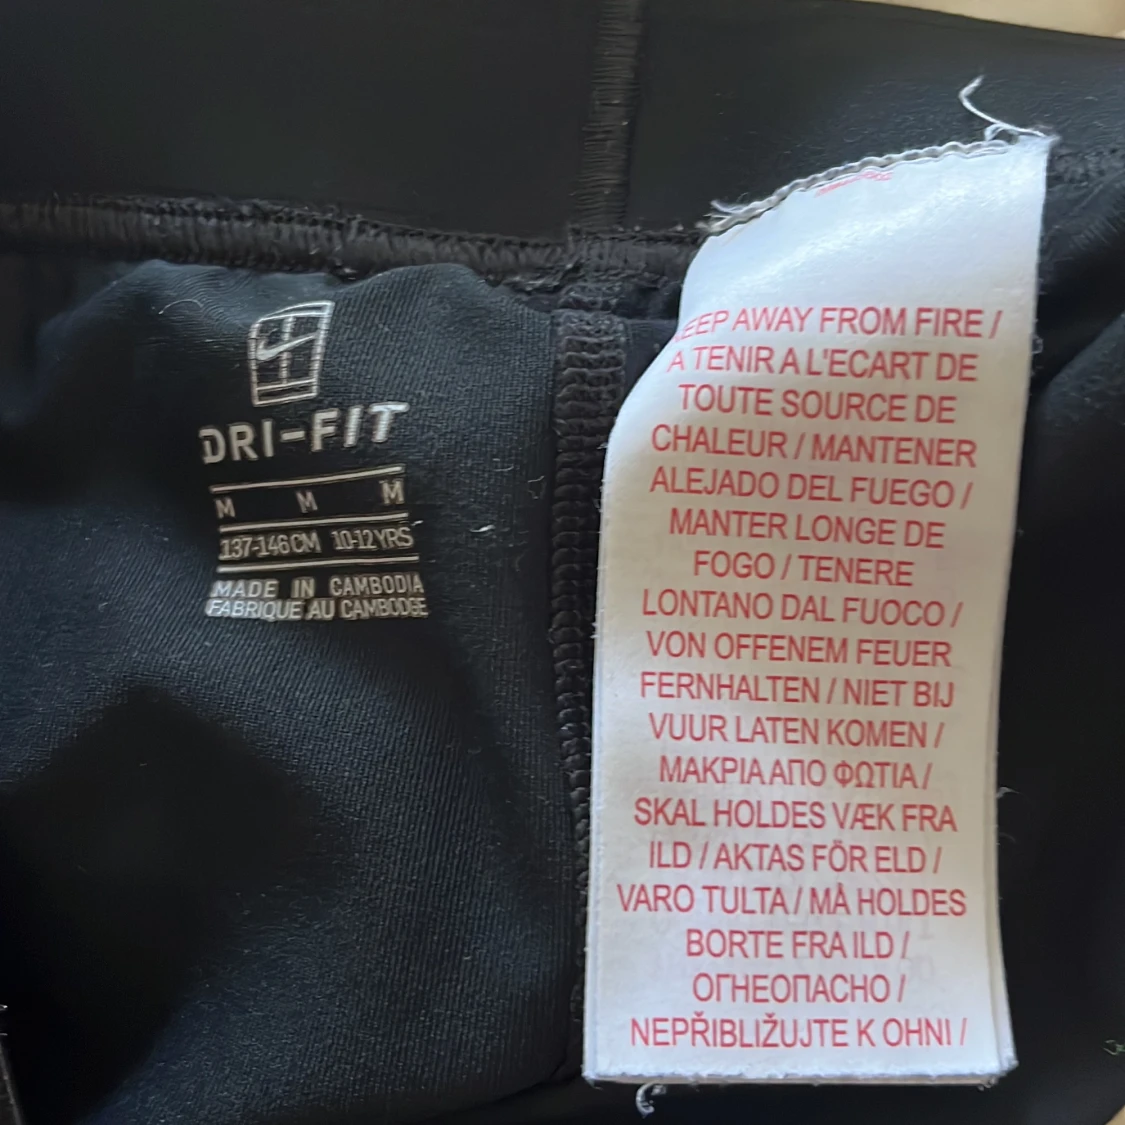 DRI-FIT
M M M
137-146CM 10-12YRS
MADE IN CAMBODIA
FABRIQUE AU CAMBODGE
EEP AWAY FROM FIRE /
A TENIR A L'ECART DE
TOUTE SOURCE DE
CHALEUR / MANTENER
ALEJADO DEL FUEGO /
MANTER LONGE DE
FOGO / TENERE
LONTANO DAL FUOCO /
VON OFFENEM FEUER
FERNHALTEN / NIET BIJ
VUUR LATEN KOMEN /
ΜΑΚΡΙΑ ΑΠΟ ΦΩΤΙΑ /
SKAL HOLDES VÆK FRA
ILD / AKTAS FÖR ELD /
VARO TULTA / MÅ HOLDES
BORTE FRA ILD /
ОГНЕОПАСНО /
NEPŘIBLIŽUJTE K OHNI /